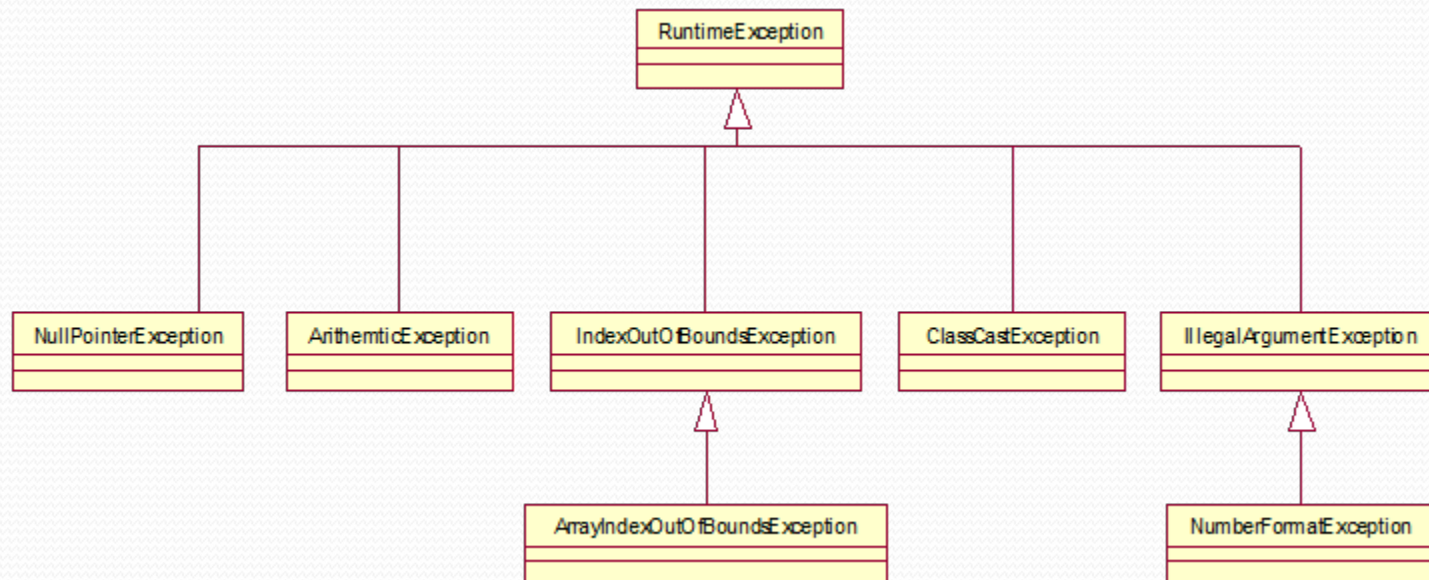 RuntimeException
NullPointerException
ArithemticException
IndexOutOfBoundsException
ClassCastException
IllegalArgumentException
ArrayIndexOutOfBoundsException
NumberFormatException